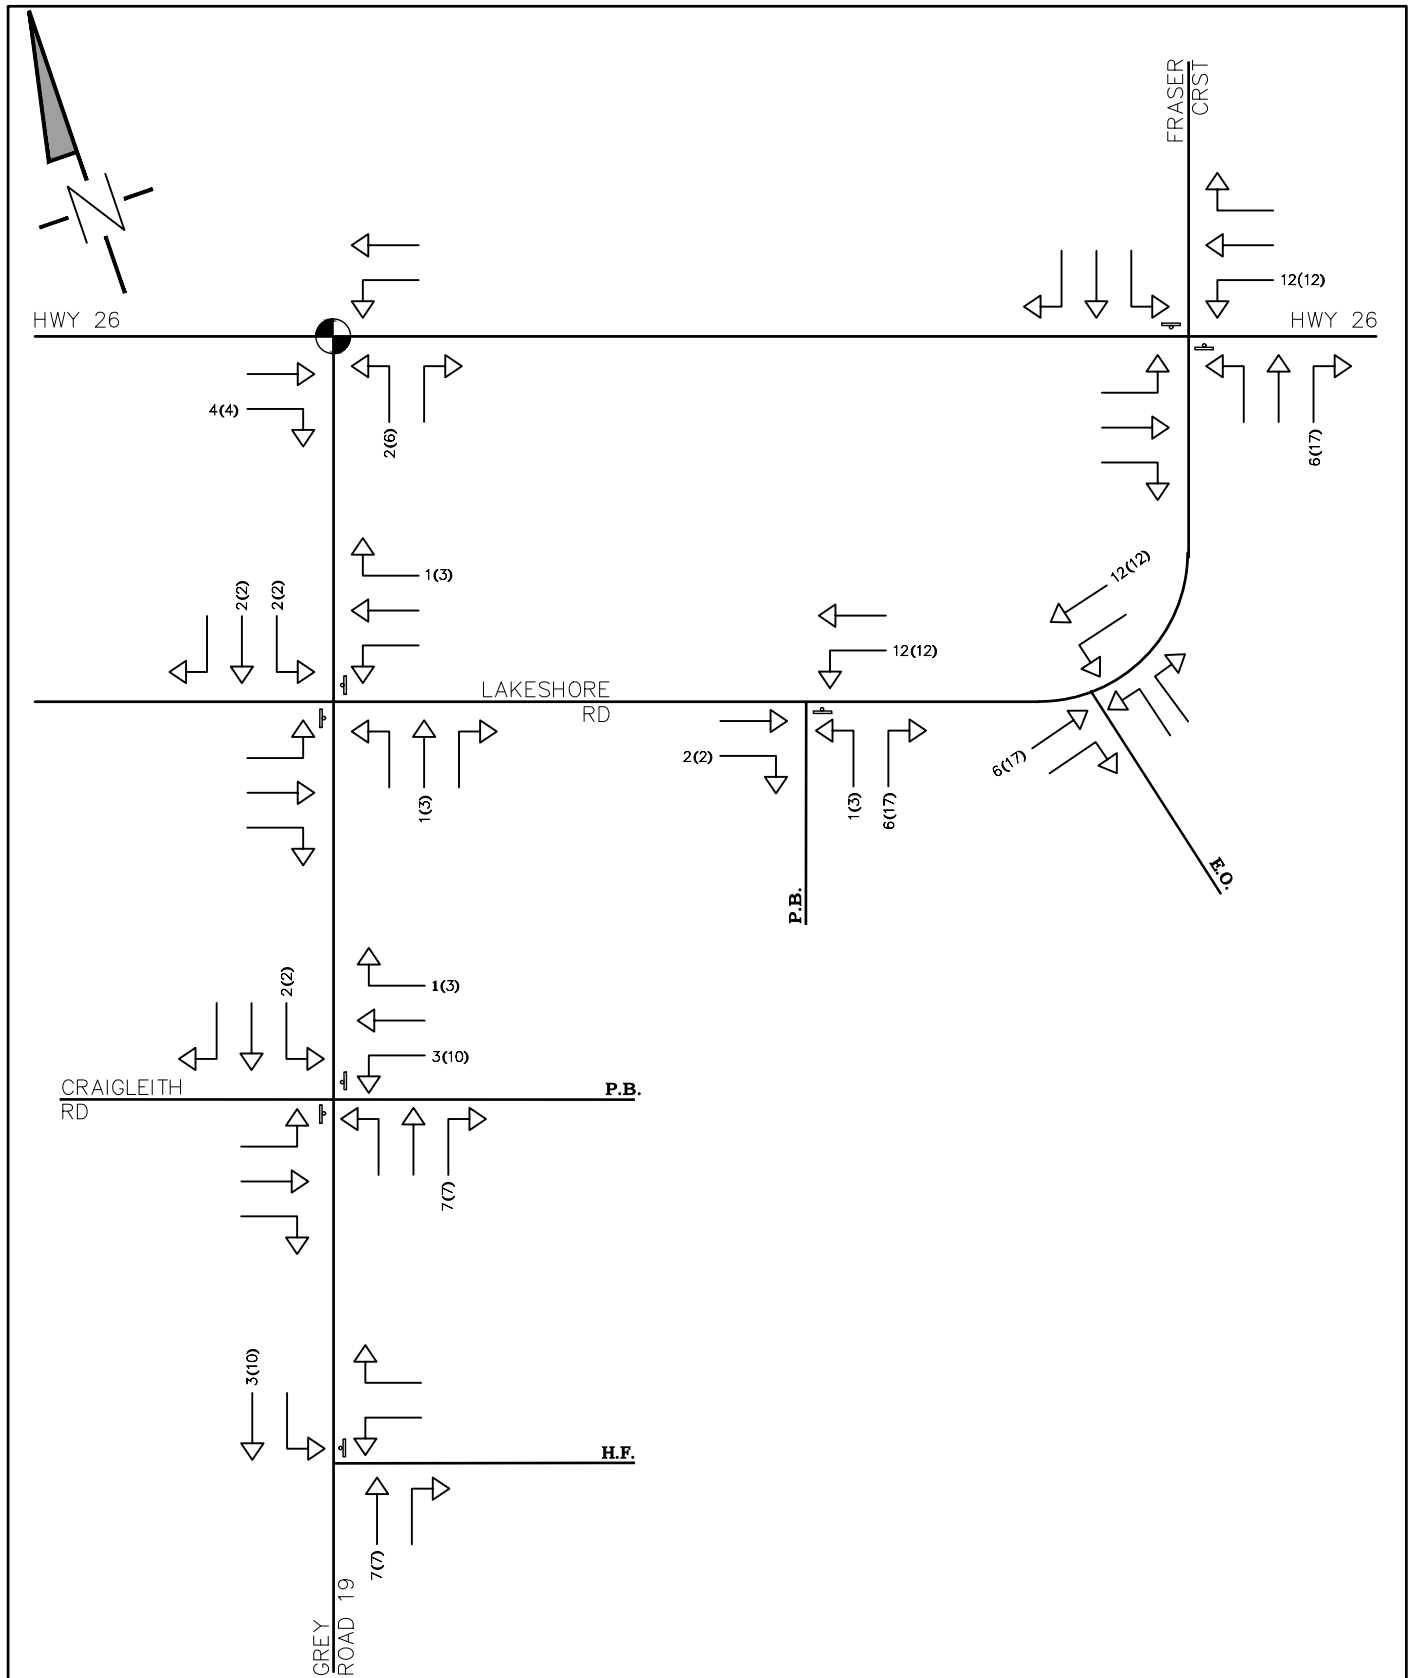 FRASER
CRST
12(12)
HWY 26
HWY 26
4(4)
2(6)
6(17)
12(12)
1(3)
2(2)
2(2)
12(12)
LAKESHORE
RD
2(2)
6(17)
1(3)
1(3)
6(17)
E.O.
P.B.
2(2)
1(3)
3(10)
CRAIGLEITH
RD
P.B.
7(7)
3(10)
H.F.
7(7)
GREY
ROAD 19